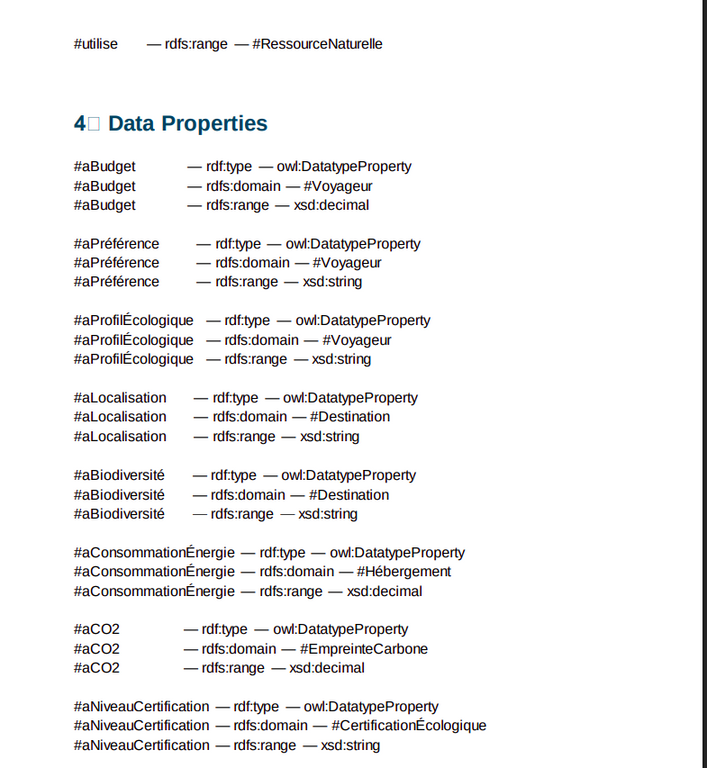 #utilise — rdfs:range — #RessourceNaturelle
4 Data Properties
#aBudget — rdf:type — owl:DatatypeProperty
#aBudget — rdfs:domain — #Voyageur
#aBudget — rdfs:range — xsd:decimal
#aPréférence — rdf:type — owl:DatatypeProperty
#aPréférence — rdfs:domain — #Voyageur
#aPréférence — rdfs:range — xsd:string
#aProfilÉcologique — rdf:type — owl:DatatypeProperty
#aProfilÉcologique — rdfs:domain — #Voyageur
#aProfilÉcologique — rdfs:range — xsd:string
#aLocalisation — rdf:type — owl:DatatypeProperty
#aLocalisation — rdfs:domain — #Destination
#aLocalisation — rdfs:range — xsd:string
#aBiodiversité — rdf:type — owl:DatatypeProperty
#aBiodiversité — rdfs:domain — #Destination
#aBiodiversité — rdfs:range — xsd:string
#aConsommationÉnergie — rdf:type — owl:DatatypeProperty
#aConsommationÉnergie — rdfs:domain — #Hébergement
#aConsommationÉnergie — rdfs:range — xsd:decimal
#aCO2 — rdf:type — owl:DatatypeProperty
#aCO2 — rdfs:domain — #EmpreinteCarbone
#aCO2 — rdfs:range — xsd:decimal
#aNiveauCertification — rdf:type — owl:DatatypeProperty
#aNiveauCertification — rdfs:domain — #CertificationÉcologique
#aNiveauCertification — rdfs:range — xsd:string